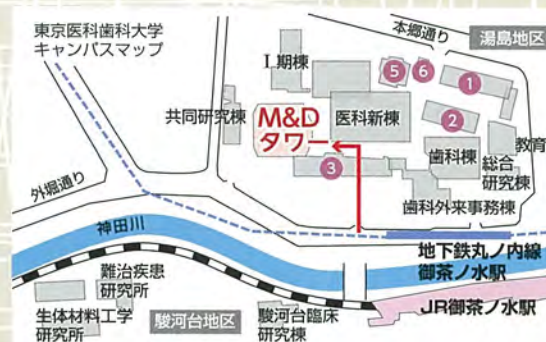 東京医科歯科大学
キャンパスマップ
本郷通り
湯島地区
Ⅰ期棟
5
6
1
共同研究棟
M&D
タワー
医科新棟
2
3
歯科棟
教育
総合
研究棟
歯科外来事務棟
外堀通り
神田川
地下鉄丸ノ内線
御茶ノ水駅
難治疾患
研究所
生体材料工学
研究所
駿河台地区
駿河台臨床
研究棟
JR御茶ノ水駅